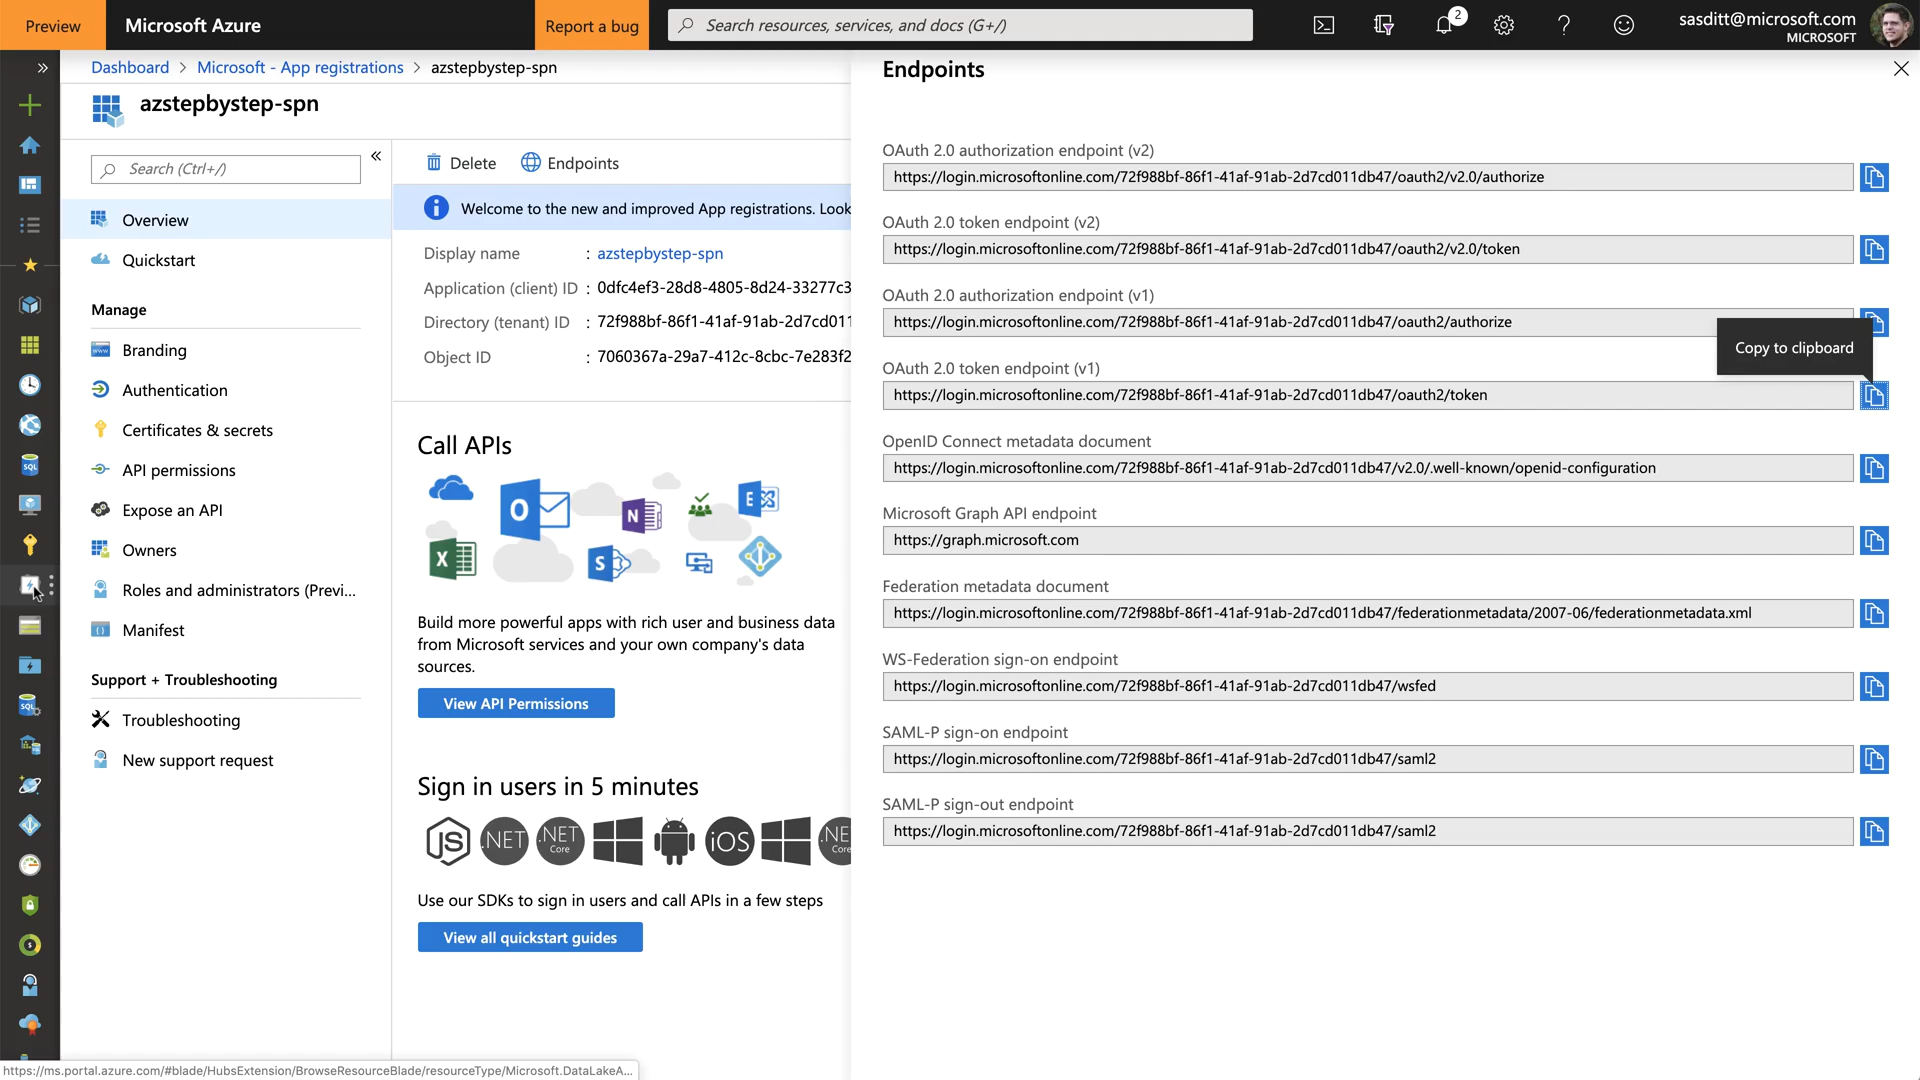 Preview
Microsoft Azure
Report a bug
Search resources, services, and docs (G+/)
2
sasditt@microsoft.com
MICROSOFT
Dashboard > Microsoft - App registrations > azstepbystep-spn
azstepbystep-spn
Search (Ctrl+/)
Overview
Quickstart
Manage
Branding
Authentication
Certificates & secrets
API permissions
Expose an API
Owners
Roles and administrators (Previ...
Manifest
Support + Troubleshooting
Troubleshooting
New support request
Delete
Endpoints
Welcome to the new and improved App registrations. Look
Display name : azstepbystep-spn
Application (client) ID : 0dfc4ef3-28d8-4805-8d24-33277c3
Directory (tenant) ID : 72f988bf-86f1-41af-91ab-2d7cd011
Object ID : 7060367a-29a7-412c-8cbc-7e283f2
Call APIs
Build more powerful apps with rich user and business data
from Microsoft services and your own company's data
sources.
View API Permissions
Sign in users in 5 minutes
JS
.NET
.NET Core
iOS
.NE Core
Use our SDKs to sign in users and call APIs in a few steps
View all quickstart guides
Endpoints
OAuth 2.0 authorization endpoint (v2)
https://login.microsoftonline.com/72f988bf-86f1-41af-91ab-2d7cd011db47/oauth2/v2.0/authorize
OAuth 2.0 token endpoint (v2)
https://login.microsoftonline.com/72f988bf-86f1-41af-91ab-2d7cd011db47/oauth2/v2.0/token
OAuth 2.0 authorization endpoint (v1)
https://login.microsoftonline.com/72f988bf-86f1-41af-91ab-2d7cd011db47/oauth2/authorize
Copy to clipboard
OAuth 2.0 token endpoint (v1)
https://login.microsoftonline.com/72f988bf-86f1-41af-91ab-2d7cd011db47/oauth2/token
OpenID Connect metadata document
https://login.microsoftonline.com/72f988bf-86f1-41af-91ab-2d7cd011db47/v2.0/.well-known/openid-configuration
Microsoft Graph API endpoint
https://graph.microsoft.com
Federation metadata document
https://login.microsoftonline.com/72f988bf-86f1-41af-91ab-2d7cd011db47/federationmetadata/2007-06/federationmetadata.xml
WS-Federation sign-on endpoint
https://login.microsoftonline.com/72f988bf-86f1-41af-91ab-2d7cd011db47/wsfed
SAML-P sign-on endpoint
https://login.microsoftonline.com/72f988bf-86f1-41af-91ab-2d7cd011db47/saml2
SAML-P sign-out endpoint
https://login.microsoftonline.com/72f988bf-86f1-41af-91ab-2d7cd011db47/saml2
https://ms.portal.azure.com/#blade/HubsExtension/BrowseResourceBlade/resourceType/Microsoft.DataLakeA...